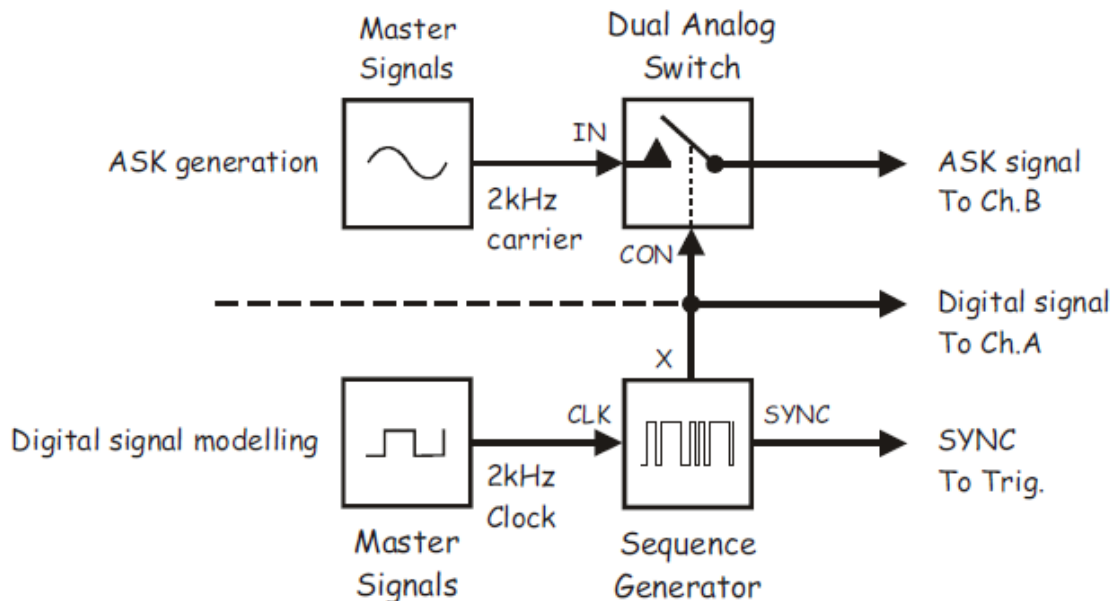 Master
Signals
Dual Analog
Switch
ASK generation
IN
2kHz
carrier
CON
ASK signal
To Ch.B
Digital signal
To Ch.A
X
Digital signal modelling
CLK
2kHz
Clock
SYNC
SYNC
To Trig.
Master
Signals
Sequence
Generator